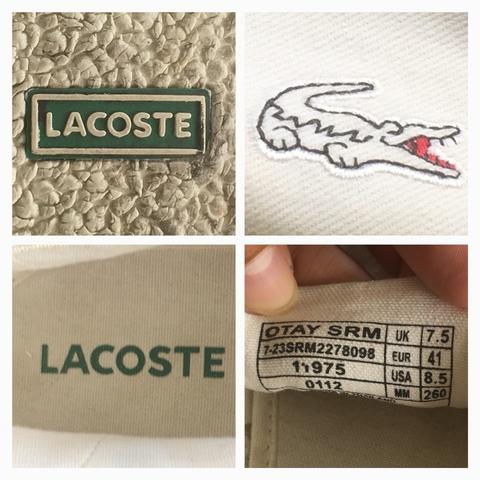 LACOSTE
LACOSTE
OTAY SRM
7-23SRM2278098
11975
0112
UK 7.5
EUR 41
USA 8.5
MM 260